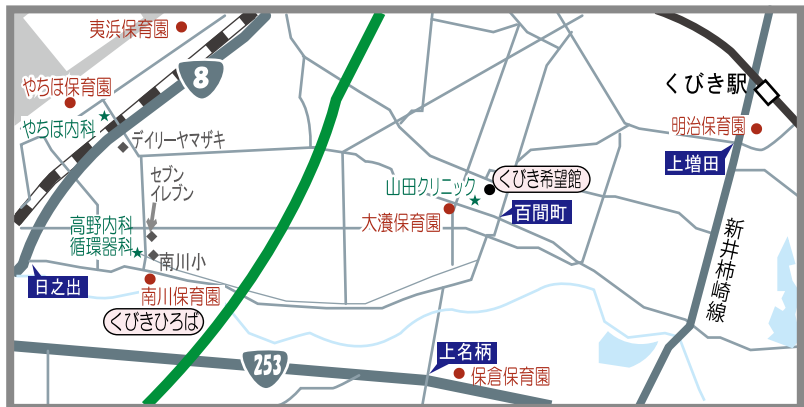 夷浜保育園
8
やちほ保育園
くびき駅
やちほ内科
デイリーヤマザキ
明治保育園
上増田
セブン
イレブン
山田クリニック
くびき希望館
百間町
大瀁保育園
高野内科
循環器科
南川小
新井柿崎線
日之出
南川保育園
くびきひろば
253
上名柄
保倉保育園